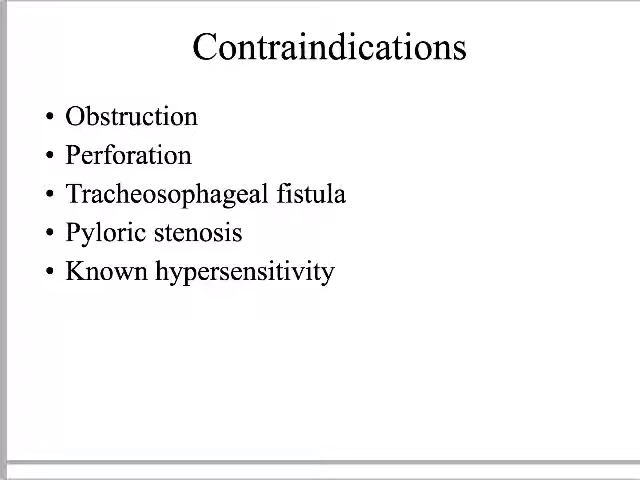 Contraindications
• Obstruction
• Perforation
• Tracheosophageal fistula
• Pyloric stenosis
• Known hypersensitivity